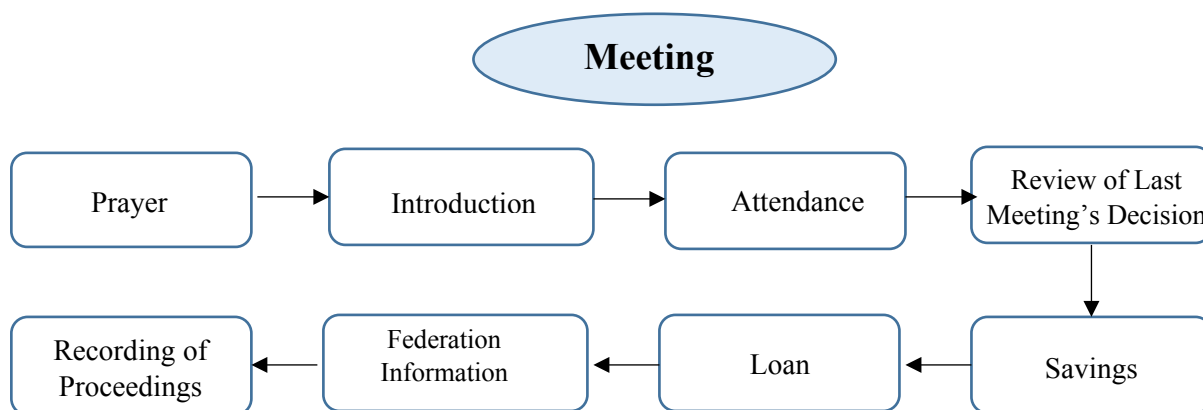 Meeting
Prayer
Introduction
Attendance
Review of Last
Meeting’s Decision
Savings
Loan
Federation
Information
Recording of
Proceedings